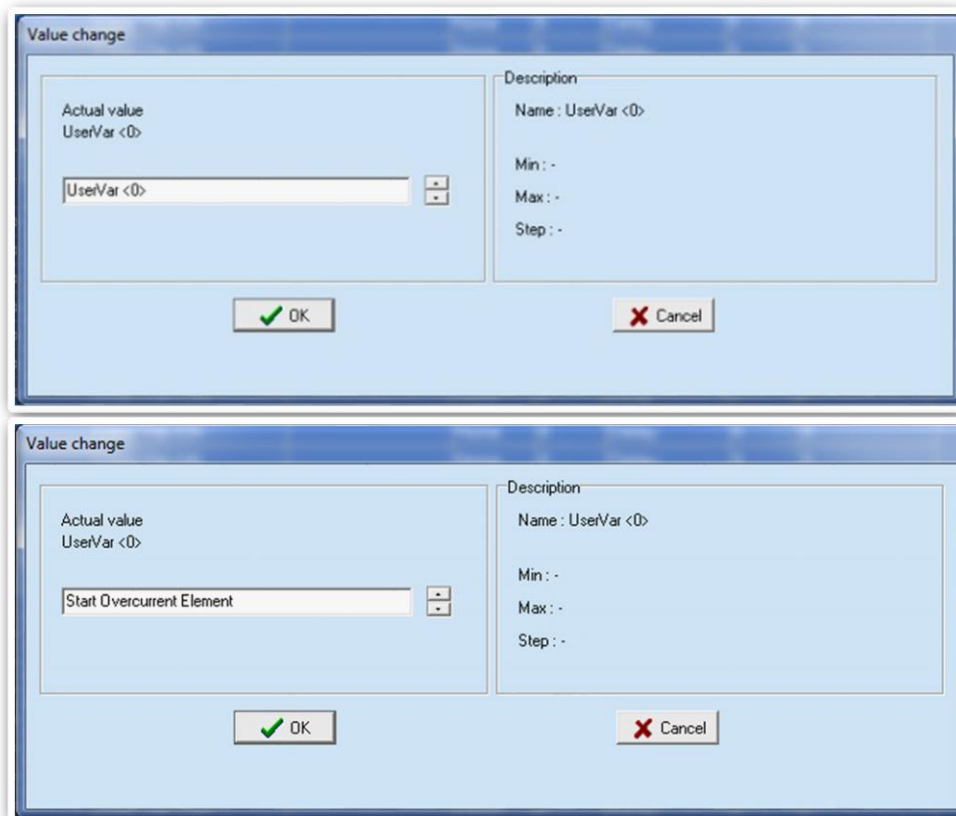 Value change
Actual value
UserVar <0>
UserVar <0>
Description
Name : UserVar <0>
Min : -
Max : -
Step : -
OK
Cancel
Value change
Actual value
UserVar <0>
Start Overcurrent Element
Description
Name : UserVar <0>
Min : -
Max : -
Step : -
OK
Cancel